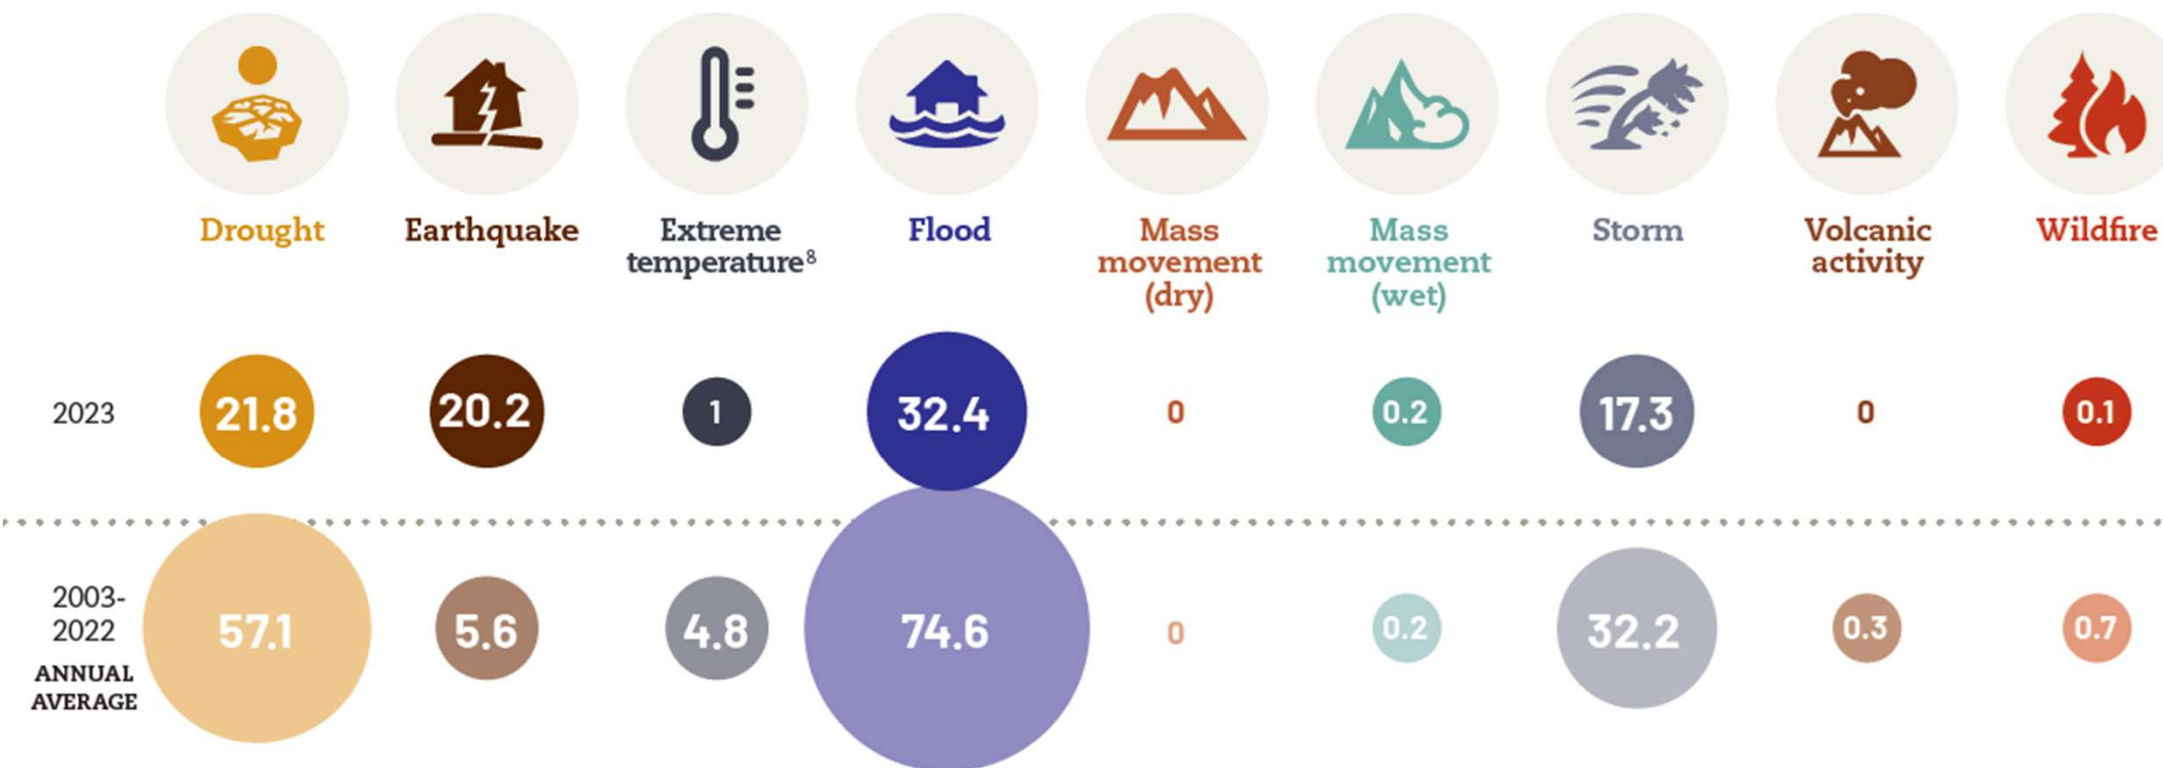 Drought
Earthquake
Extreme
temperature⁸
Flood
Mass
movement
(dry)
Mass
movement
(wet)
Storm
Volcanic
activity
Wildfire
2023
21.8
20.2
1
32.4
0
0.2
17.3
0
0.1
2003-
2022
ANNUAL
AVERAGE
57.1
5.6
4.8
74.6
0
0.2
32.2
0.3
0.7